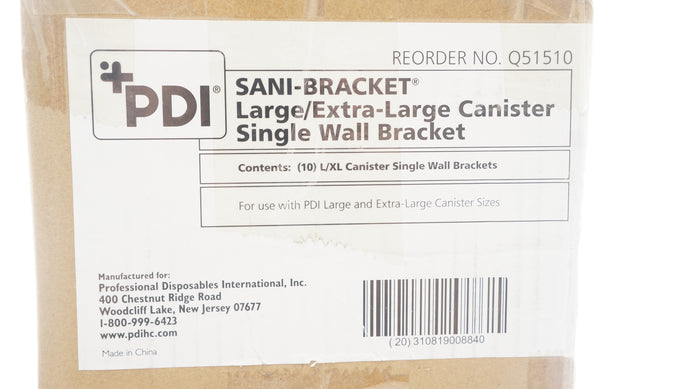 REORDER NO. Q51510
PDI®
SANI-BRACKET®
Large/Extra-Large Canister
Single Wall Bracket
Contents: (10) L/XL Canister Single Wall Brackets
For use with PDI Large and Extra-Large Canister Sizes
Manufactured for:
Professional Disposables International, Inc.
400 Chestnut Ridge Road
Woodcliff Lake, New Jersey 07677
1-800-999-6423
www.pdihc.com
Made in China
(20)310819008840